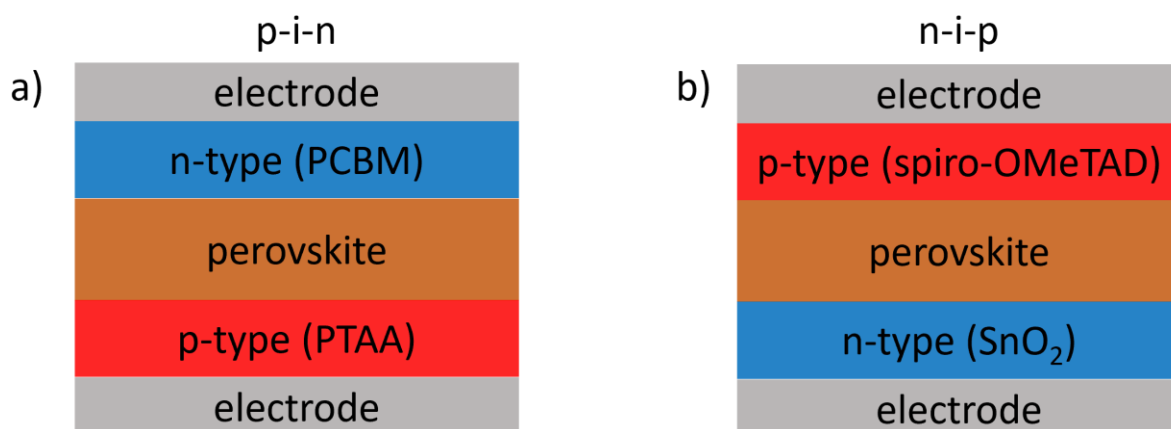 p-i-n
a)
electrode
n-type (PCBM)
perovskite
p-type (PTAA)
electrode
n-i-p
b)
electrode
p-type (spiro-OMeTAD)
perovskite
n-type (SnO₂)
electrode